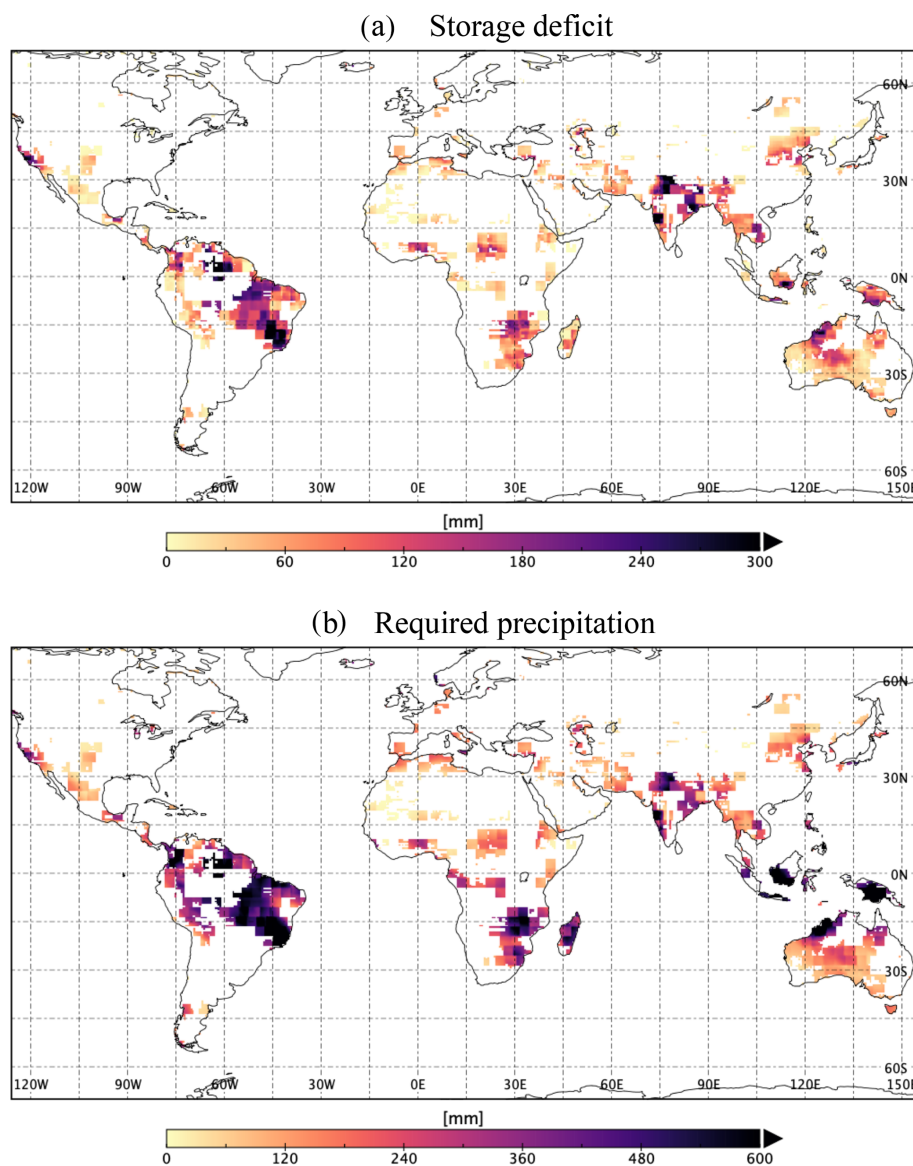 (a) Storage deficit
60N
30N
0N
30S
60S
120W 90W 60W 30W 0E 30E 60E 90E 120E 150E
[mm]
0 60 120 180 240 300
(b) Required precipitation
60N
30N
0N
30S
60S
120W 90W 60W 30W 0E 30E 60E 90E 120E 150E
[mm]
0 120 240 360 480 600